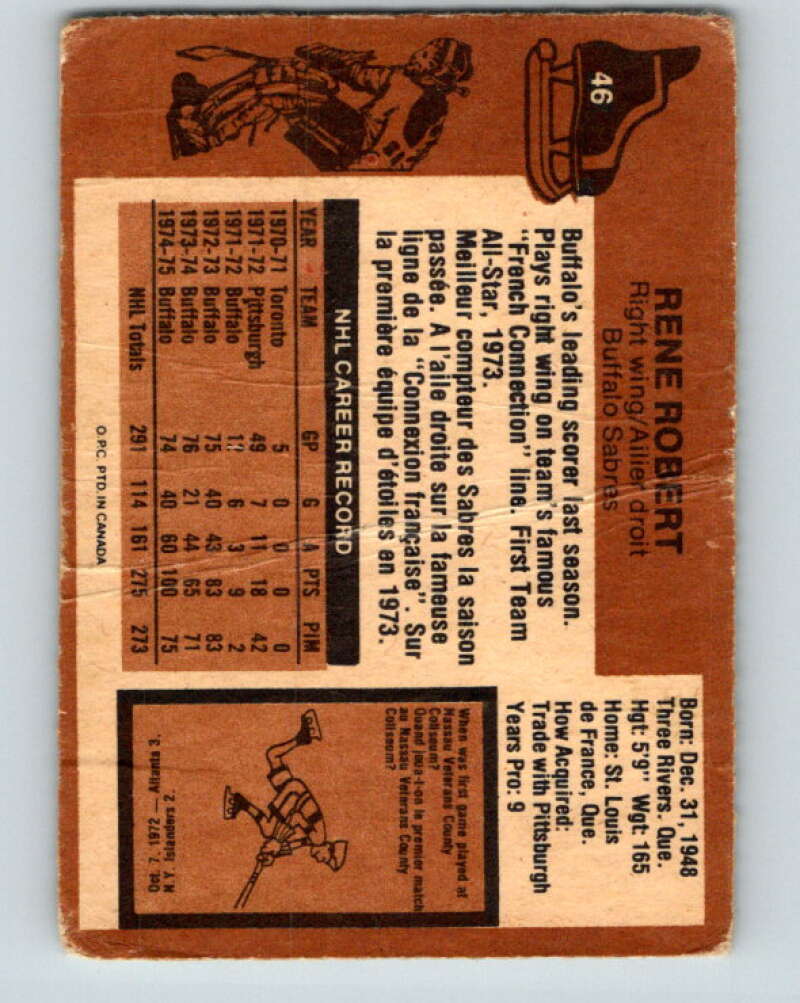 46
RENE ROBERT
Right wing/Ailier droit
Buffalo Sabres
Buffalo's leading scorer last season.
Plays right wing on team's famous
"French Connection" line. First Team
All-Star, 1973.
Meilleur compteur des Sabres la saison
passée. A l'aile droite sur la fameuse
ligne de la "Connexion française". Sur
la première équipe d'étoiles en 1973.
Born: Dec. 31, 1948
Three Rivers. Que.
Hgt: 5'9" Wgt: 165
Home: St. Louis
de France, Que.
How Acquired:
Trade with Pittsburgh
Years Pro: 9
NHL CAREER RECORD
YEAR TEAM GP G A PTS PIM
1970-71 Toronto 5 0 0 0 0
1971-72 Pittsburgh 49 7 11 18 42
1971-72 Buffalo 12 6 3 9 2
1972-73 Buffalo 75 40 43 83 83
1973-74 Buffalo 76 21 44 65 71
1974-75 Buffalo 74 40 60 100 75
NHL Totals 291 114 161 275 273
O.P.C. PTD. IN CANADA
When was first game played at
Nassau Veterans County
Coliseum?
Quand joua-t-on le premier match
au Nassau Veterans County
Coliseum?
Oct. 7, 1972 — Atlanta 3,
N.Y. Islanders 2.